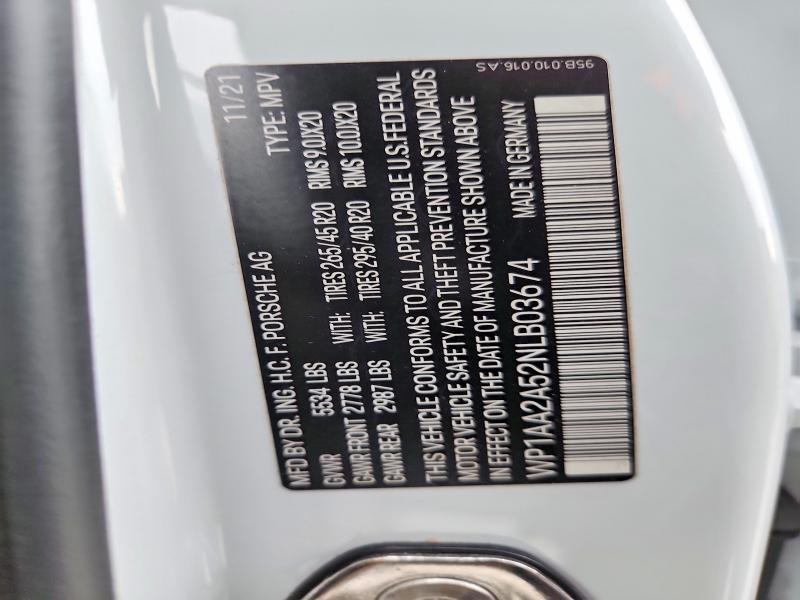 11/21
MFD BY DR. ING. H.C. F. PORSCHE AG TYPE: MPV
GVWR 5534 LBS
GAWR FRONT 2778 LBS WITH: TIRES 265/45 R20 RIMS 9.0JX20
GAWR REAR 2987 LBS WITH: TIRES 295/40 R20 RIMS 10.0JX20
THIS VEHICLE CONFORMS TO ALL APPLICABLE U.S. FEDERAL
MOTOR VEHICLE SAFETY AND THEFT PREVENTION STANDARDS
IN EFFECT ON THE DATE OF MANUFACTURE SHOWN ABOVE
WP1AA2A52NLB03674 MADE IN GERMANY
95B.010.016.AS